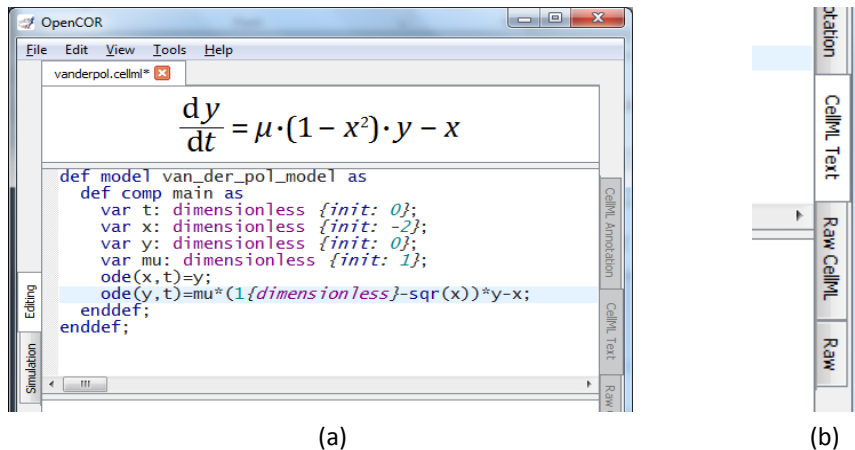 OpenCOR
File Edit View Tools Help
vanderpol.cellml*
dy/dt = μ·(1 − x²)·y − x
def model van_der_pol_model as
def comp main as
var t: dimensionless {init: 0};
var x: dimensionless {init: -2};
var y: dimensionless {init: 0};
var mu: dimensionless {init: 1};
ode(x,t)=y;
ode(y,t)=mu*(1{dimensionless}-sqr(x))*y-x;
enddef;
enddef;
Editing
Simulation
CellML Annotation
CellML Text
Raw
(a)
CellML Text
Raw CellML
Raw
(b)